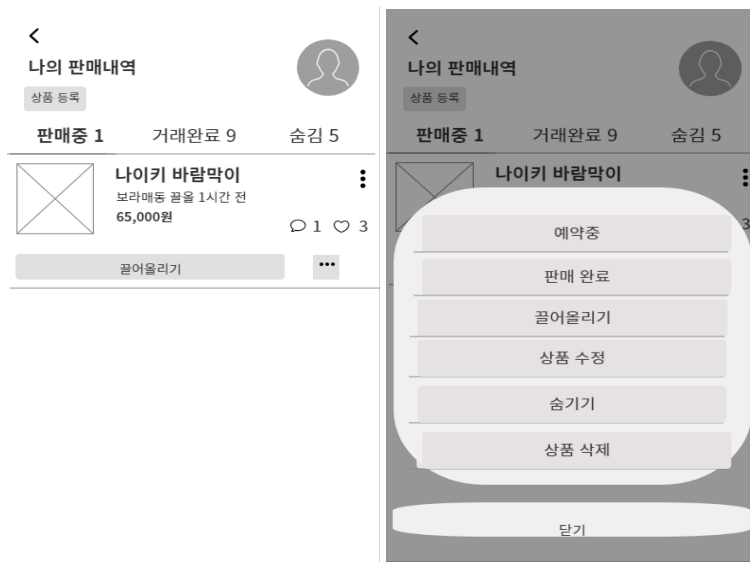 나의 판매내역
상품 등록
판매중 1 거래완료 9 숨김 5
나이키 바람막이
보라매동 끌올 1시간 전
65,000원
1 3
끌어올리기
나의 판매내역
상품 등록
판매중 1 거래완료 9 숨김 5
나이키 바람막이
3
예약중
판매 완료
끌어올리기
상품 수정
숨기기
상품 삭제
닫기